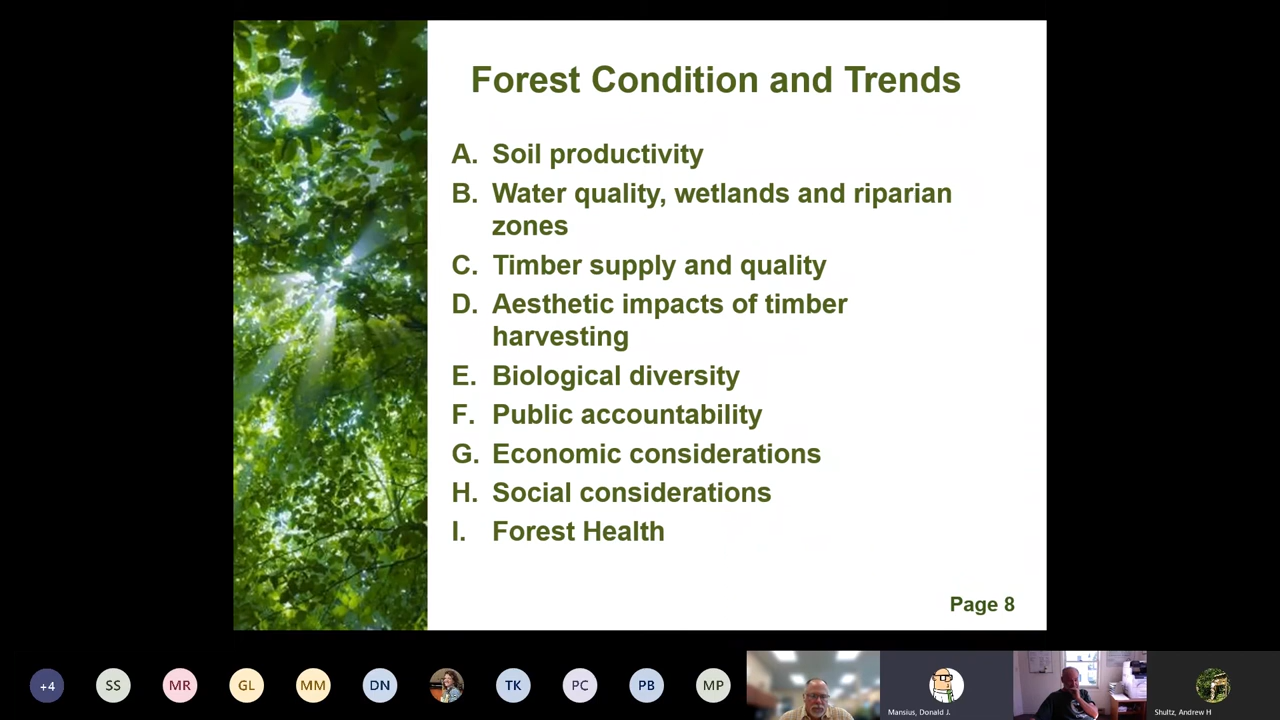 Forest Condition and Trends
A. Soil productivity
B. Water quality, wetlands and riparian
zones
C. Timber supply and quality
D. Aesthetic impacts of timber
harvesting
E. Biological diversity
F. Public accountability
G. Economic considerations
H. Social considerations
I. Forest Health
Page 8
+4 SS MR GL MM DN TK PC PB MP
Mansius, Donald J. Shultz, Andrew H